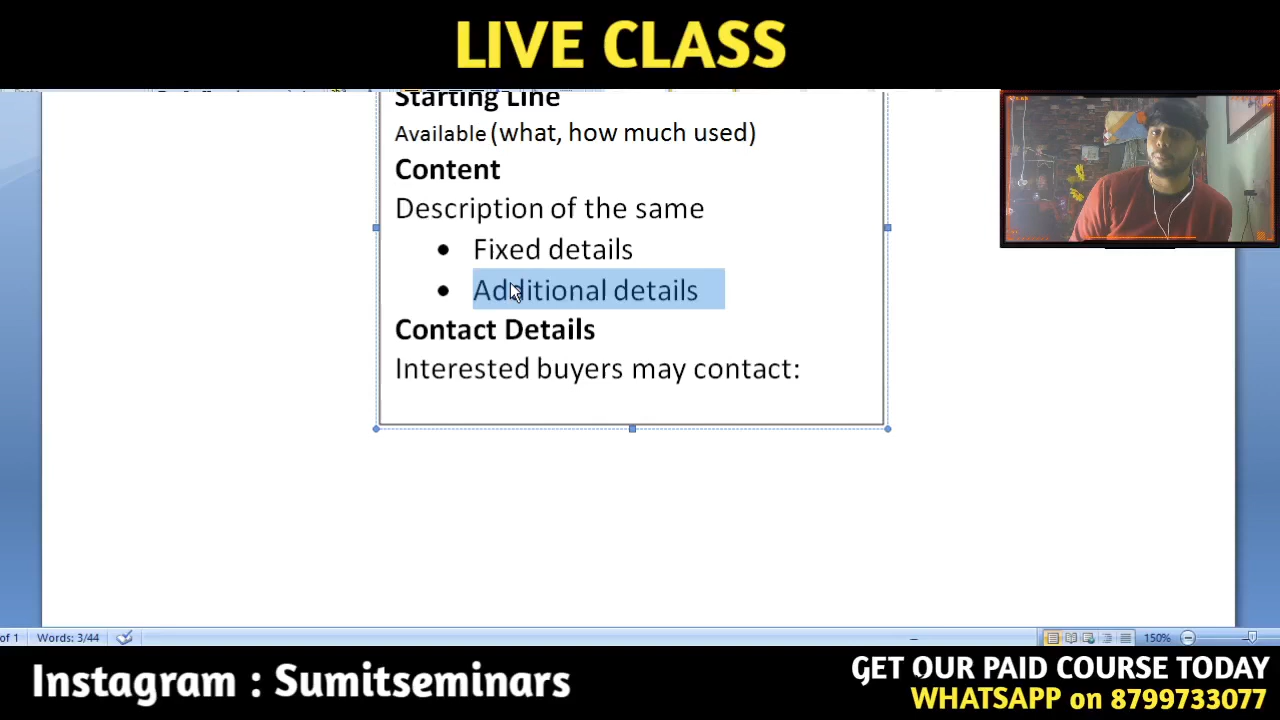 LIVE CLASS
Starting Line
Available (what, how much used)
Content
Description of the same
• Fixed details
• Additional details
Contact Details
Interested buyers may contact:
of 1 Words: 3/44 150%
Instagram : Sumitseminars
GET OUR PAID COURSE TODAY
WHATSAPP on 8799733077